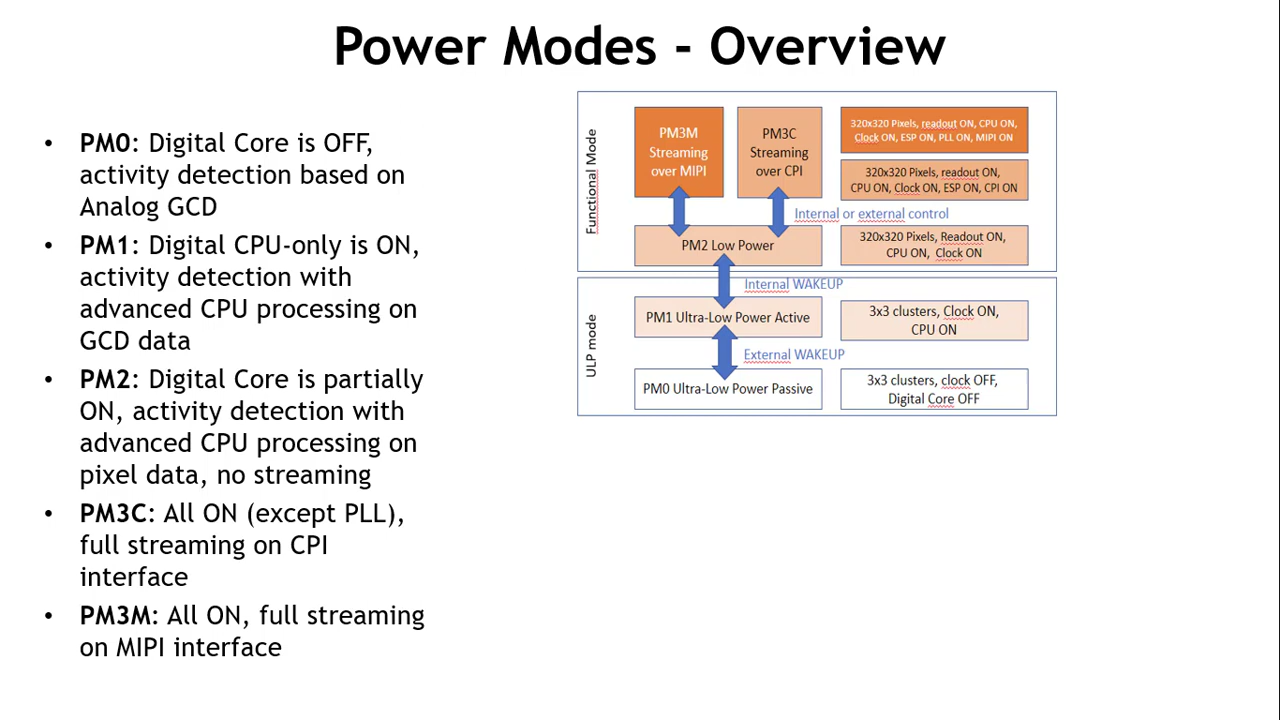 Power Modes - Overview
• PM0: Digital Core is OFF,
activity detection based on
Analog GCD
• PM1: Digital CPU-only is ON,
activity detection with
advanced CPU processing on
GCD data
• PM2: Digital Core is partially
ON, activity detection with
advanced CPU processing on
pixel data, no streaming
• PM3C: All ON (except PLL),
full streaming on CPI
interface
• PM3M: All ON, full streaming
on MIPI interface
Functional Mode
PM3M
Streaming
over MIPI
PM3C
Streaming
over CPI
320x320 Pixels, readout ON, CPU ON,
Clock ON, ESP ON, PLL ON, MIPI ON
320x320 Pixels, readout ON,
CPU ON, Clock ON, ESP ON, CPI ON
Internal or external control
PM2 Low Power
320x320 Pixels, Readout ON,
CPU ON, Clock ON
Internal WAKEUP
ULP mode
PM1 Ultra-Low Power Active
3x3 clusters, Clock ON,
CPU ON
External WAKEUP
PM0 Ultra-Low Power Passive
3x3 clusters, clock OFF,
Digital Core OFF